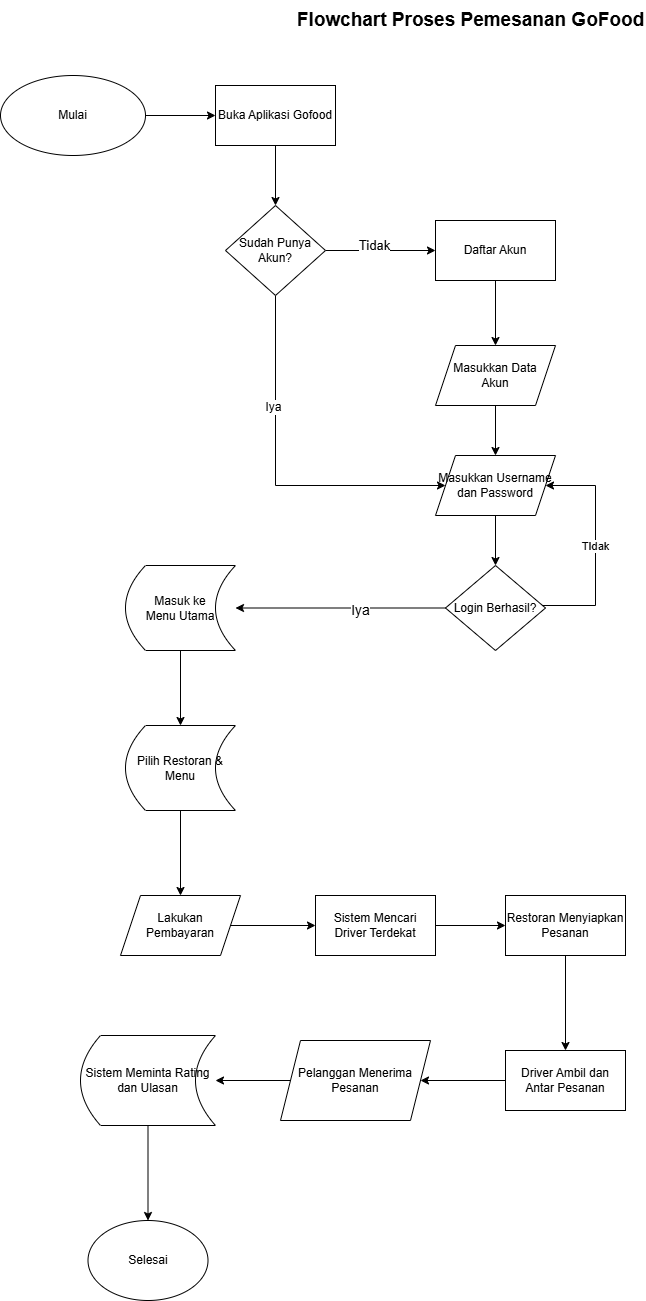 Flowchart Proses Pemesanan GoFood
Mulai
Buka Aplikasi Gofood
Sudah Punya
Akun?
Tidak
Daftar Akun
Masukkan Data
Akun
Iya
Masukkan Username
dan Password
TIdak
Login Berhasil?
Iya
Masuk ke
Menu Utama
Pilih Restoran &
Menu
Lakukan
Pembayaran
Sistem Mencari
Driver Terdekat
Restoran Menyiapkan
Pesanan
Driver Ambil dan
Antar Pesanan
Pelanggan Menerima
Pesanan
Sistem Meminta Rating
dan Ulasan
Selesai